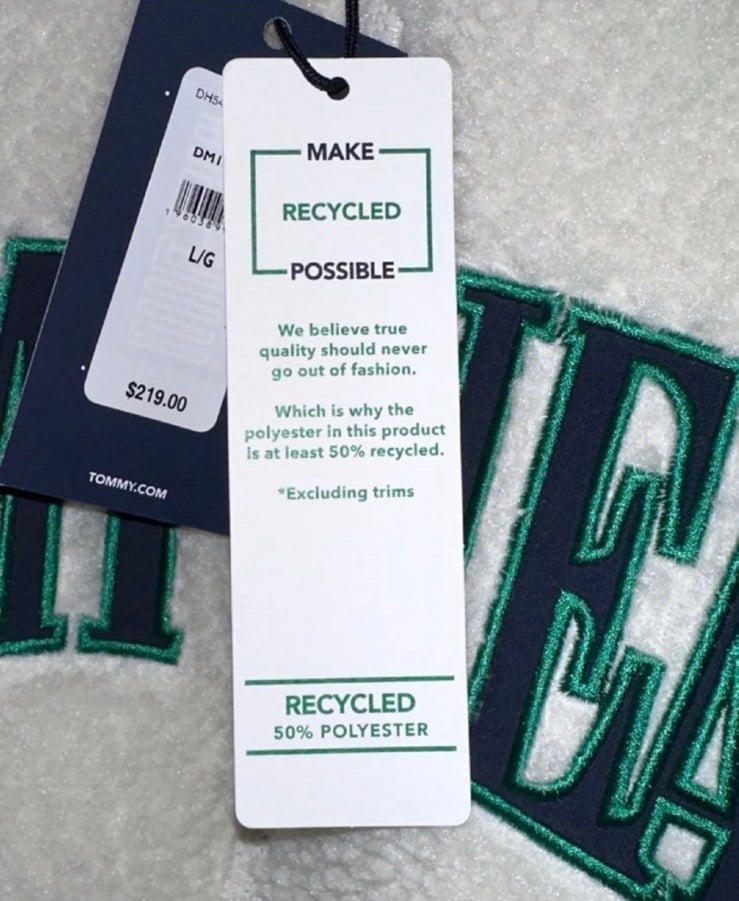 L/G
$219.00
TOMMY.COM
MAKE
RECYCLED
POSSIBLE
We believe true
quality should never
go out of fashion.
Which is why the
polyester in this product
is at least 50% recycled.
*Excluding trims
RECYCLED
50% POLYESTER